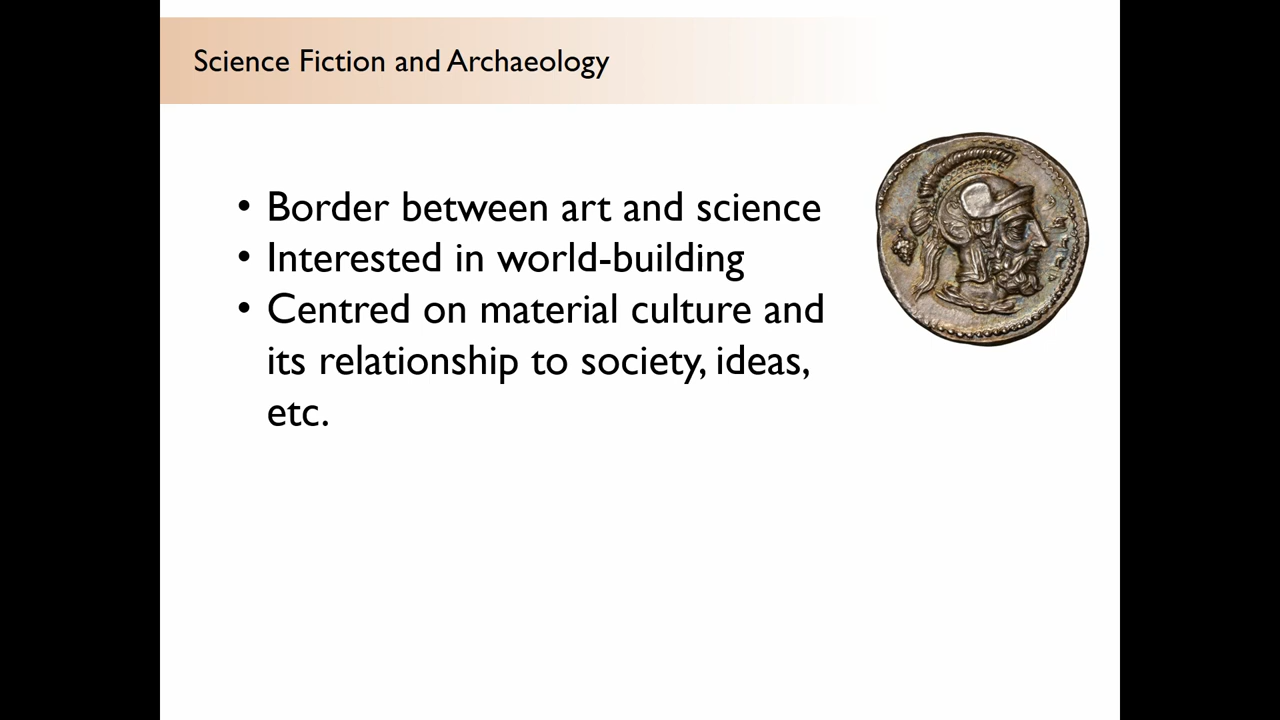 Science Fiction and Archaeology
• Border between art and science
• Interested in world-building
• Centred on material culture and
its relationship to society, ideas,
etc.